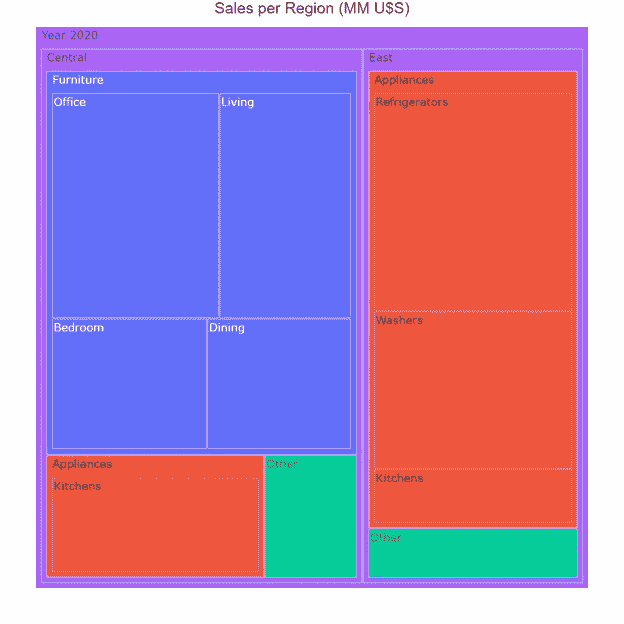 Sales per Region (MM U$S)
Year 2020
Central
Furniture
Office
Living
Bedroom
Dining
Appliances
Kitchens
Other
East
Appliances
Refrigerators
Washers
Kitchens
Other